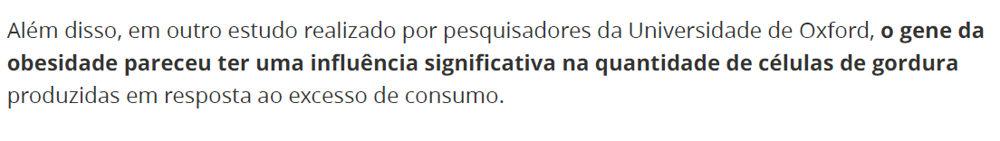 Além disso, em outro estudo realizado por pesquisadores da Universidade de Oxford, o gene da
obesidade pareceu ter uma influência significativa na quantidade de células de gordura
produzidas em resposta ao excesso de consumo.